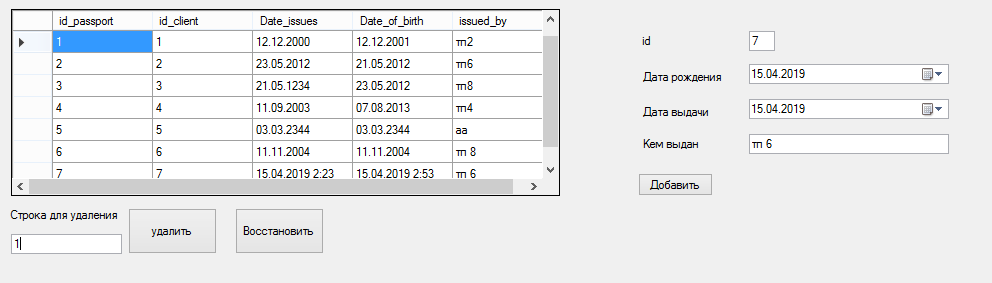 id_passport id_client Date_issues Date_of_birth issued_by
1 1 12.12.2000 12.12.2001 тп2
2 2 23.05.2012 21.05.2012 тп6
3 3 21.05.1234 23.05.2012 тп8
4 4 11.09.2003 07.08.2013 тп4
5 5 03.03.2344 03.03.2344 аа
6 6 11.11.2004 11.11.2004 тп 8
7 7 15.04.2019 2:23 15.04.2019 2:53 тп 6
Строка для удаления
1
удалить
Восстановить
id 7
Дата рождения 15.04.2019
Дата выдачи 15.04.2019
Кем выдан тп 6
Добавить